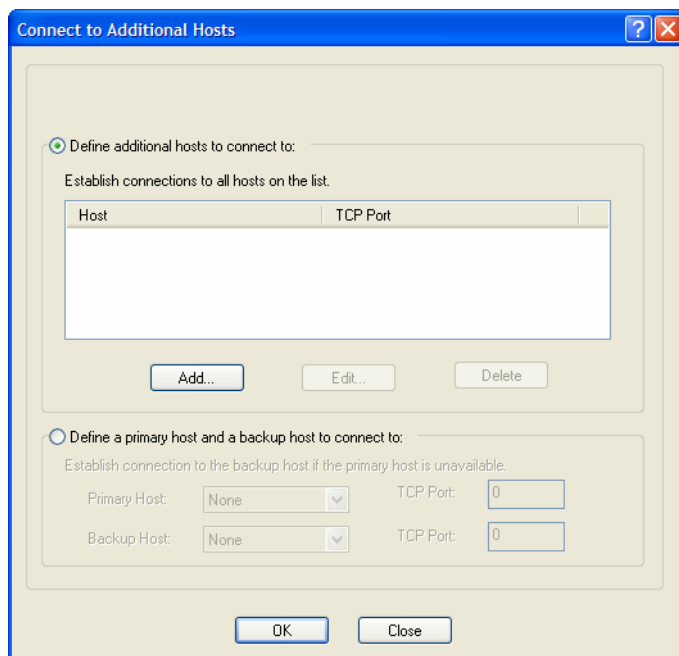 Connect to Additional Hosts
Define additional hosts to connect to:
Establish connections to all hosts on the list.
Host TCP Port
Add... Edit... Delete
Define a primary host and a backup host to connect to:
Establish connection to the backup host if the primary host is unavailable.
Primary Host: None TCP Port: 0
Backup Host: None TCP Port: 0
OK Close